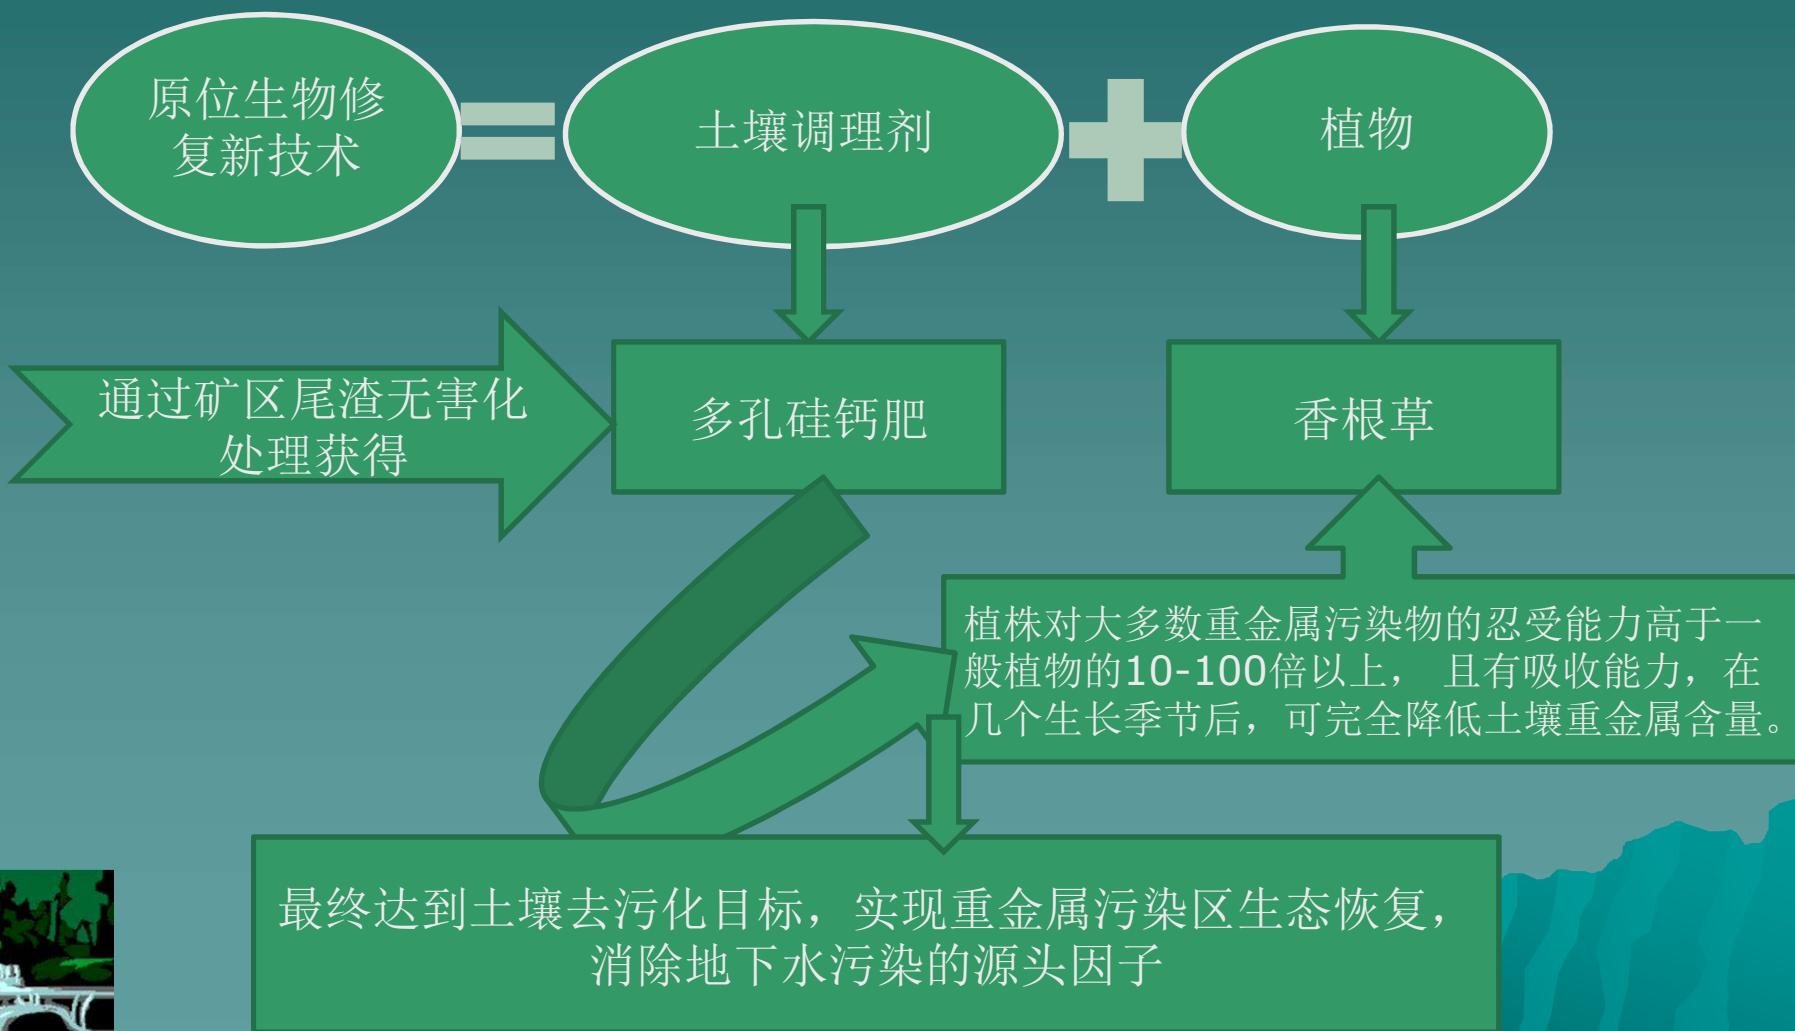 原位生物修
复新技术
土壤调理剂
植物
通过矿区尾渣无害化
处理获得
多孔硅钙肥
香根草
植株对大多数重金属污染物的忍受能力高于一
般植物的10-100倍以上， 且有吸收能力，在
几个生长季节后，可完全降低土壤重金属含量。
最终达到土壤去污化目标，实现重金属污染区生态恢复，
消除地下水污染的源头因子